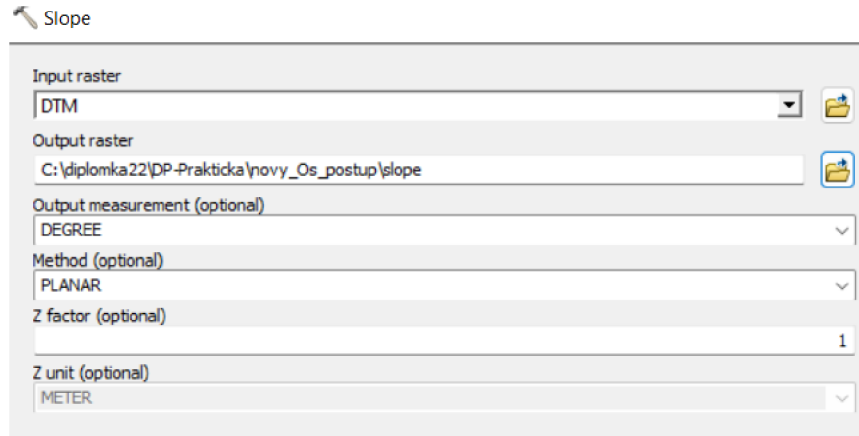 Slope
Input raster
DTM
Output raster
C:\diplomka22\DP-Prakticka\novy_Os_postup\slope
Output measurement (optional)
DEGREE
Method (optional)
PLANAR
Z factor (optional)
1
Z unit (optional)
METER